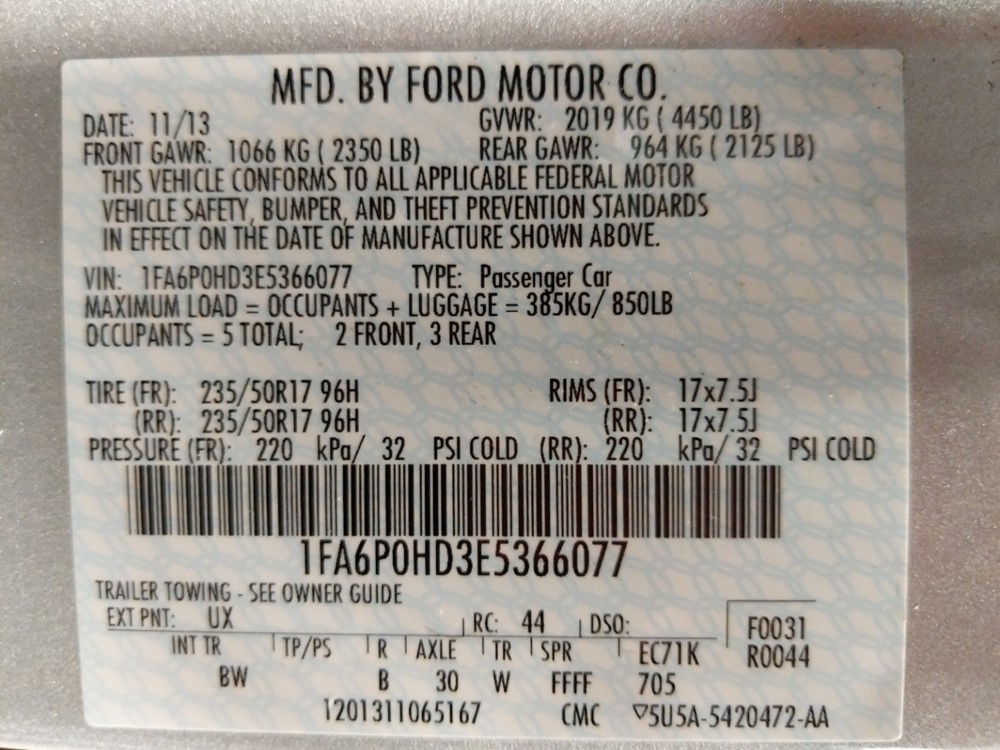 MFD. BY FORD MOTOR CO.
DATE: 11/13 GVWR: 2019 KG ( 4450 LB)
FRONT GAWR: 1066 KG ( 2350 LB) REAR GAWR: 964 KG ( 2125 LB)
THIS VEHICLE CONFORMS TO ALL APPLICABLE FEDERAL MOTOR
VEHICLE SAFETY, BUMPER, AND THEFT PREVENTION STANDARDS
IN EFFECT ON THE DATE OF MANUFACTURE SHOWN ABOVE.
VIN: 1FA6P0HD3E5366077 TYPE: Passenger Car
MAXIMUM LOAD = OCCUPANTS + LUGGAGE = 385KG/ 850LB
OCCUPANTS = 5 TOTAL; 2 FRONT, 3 REAR
TIRE (FR): 235/50R17 96H RIMS (FR): 17x7.5J
(RR): 235/50R17 96H (RR): 17x7.5J
PRESSURE (FR): 220 kPa/ 32 PSI COLD (RR): 220 kPa/ 32 PSI COLD
1FA6P0HD3E5366077
TRAILER TOWING - SEE OWNER GUIDE
EXT PNT: UX RC: 44 DSO: F0031
INT TR TP/PS R AXLE TR SPR EC71K R0044
BW B 30 W FFFF 705
1201311065167 CMC ▽5U5A-5420472-AA